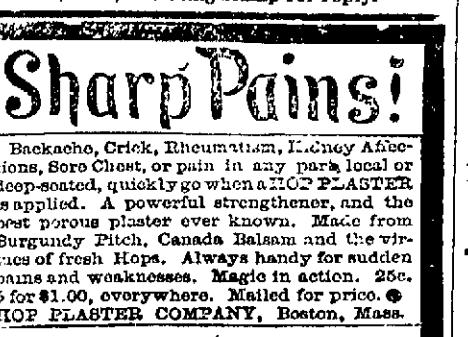 Sharp Pains!
Backache, Crick, Rheumatism, Kidney Affec-
tions, Sore Chest, or pain in any part, local or
deep-seated, quickly go when a HOP PLASTER
is applied. A powerful strengthener, and the
best porous plaster ever known. Made from
Burgundy Pitch, Canada Balsam and the vir-
tues of fresh Hops. Always handy for sudden
pains and weaknesses. Magic in action. 25c.
5 for $1.00, everywhere. Mailed for price.
HOP PLASTER COMPANY, Boston, Mass.